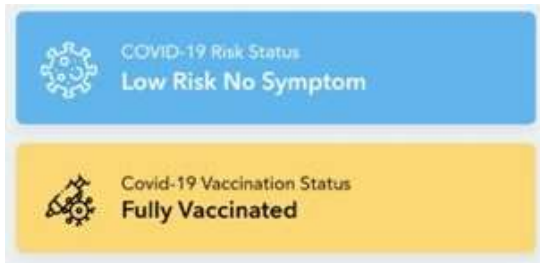 COVID-19 Risk Status
Low Risk No Symptom
Covid-19 Vaccination Status
Fully Vaccinated